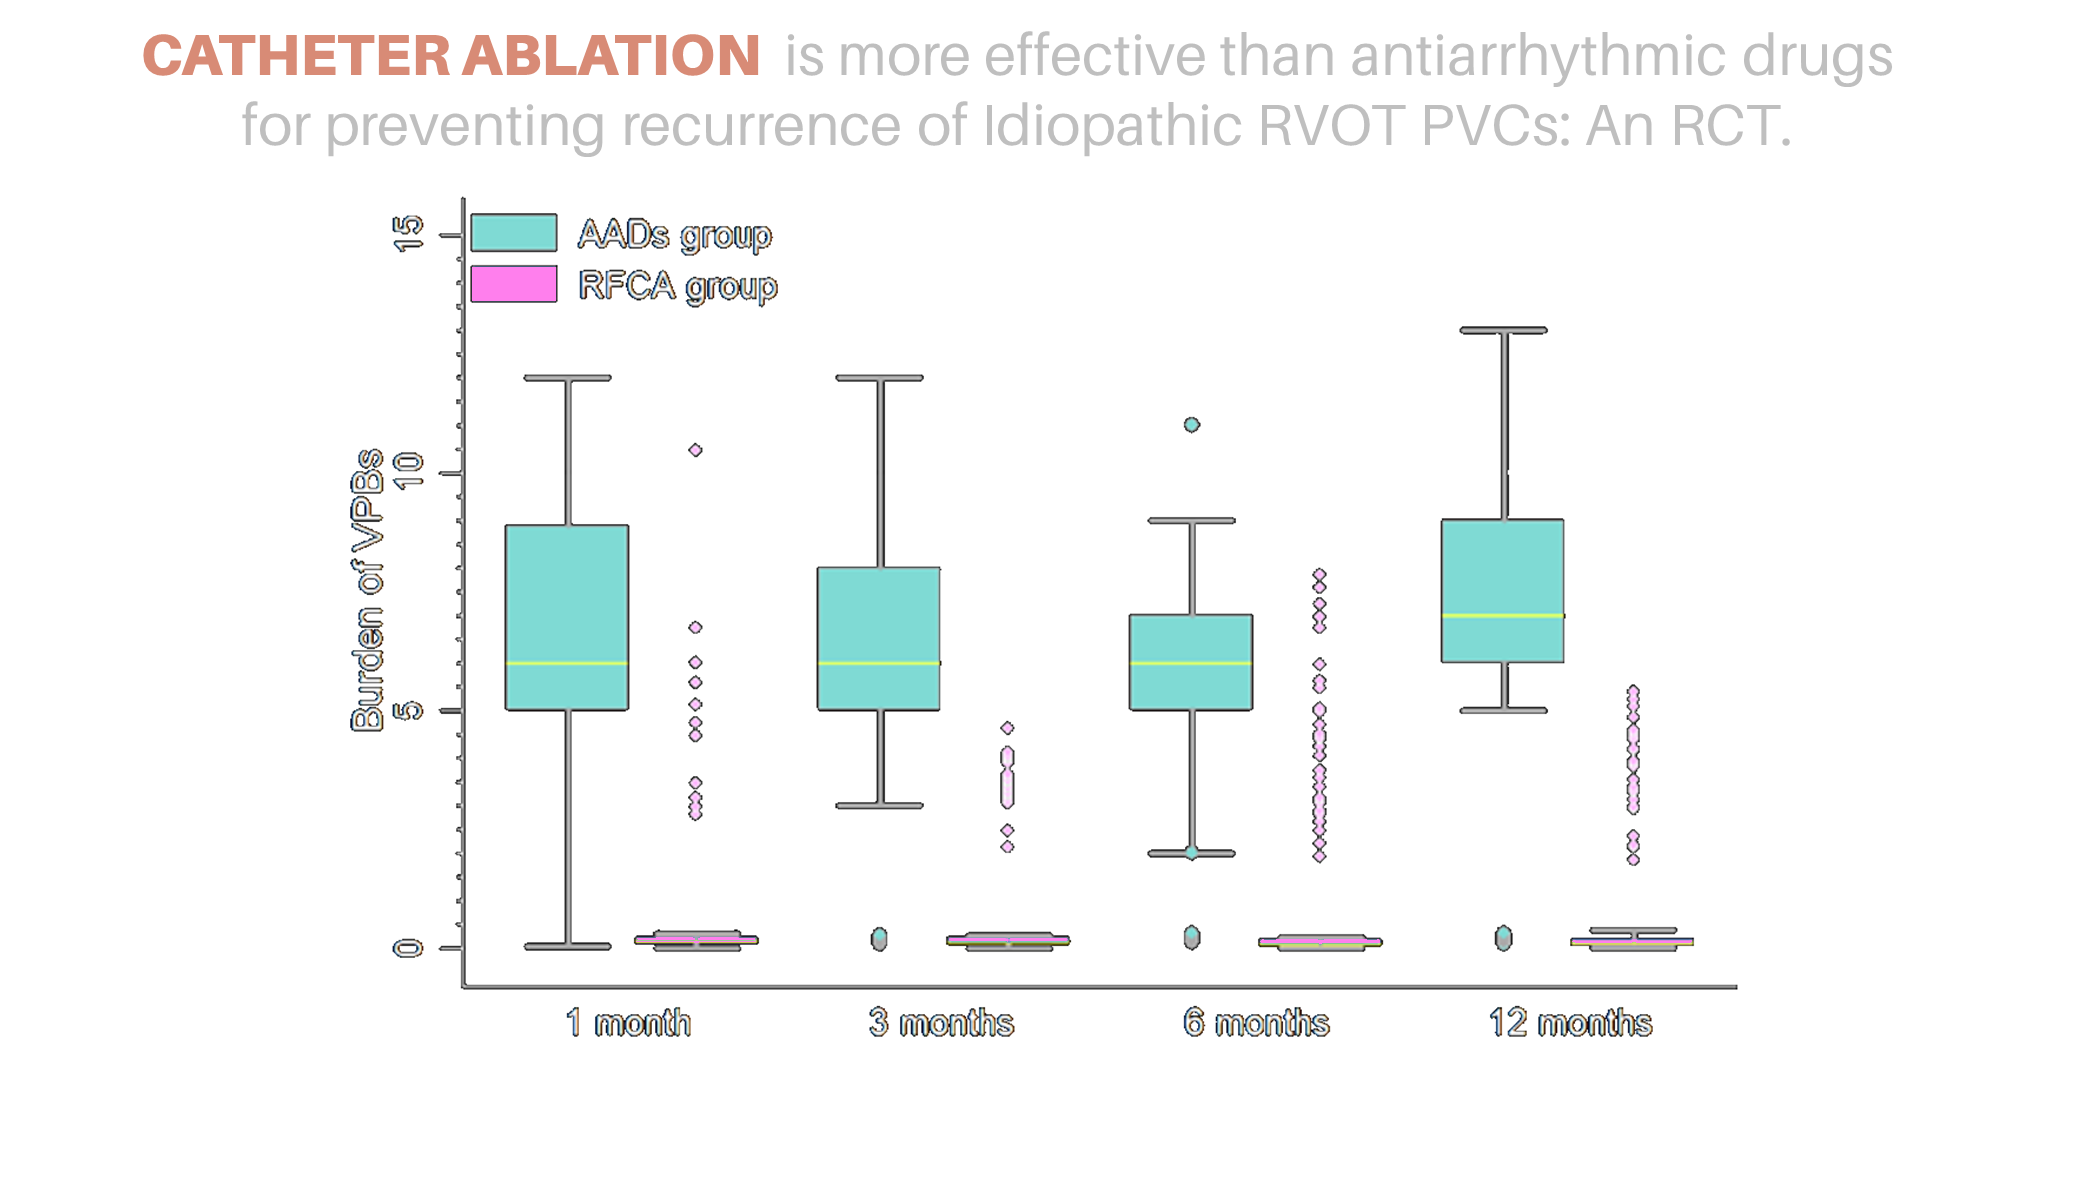 CATHETER ABLATION is more effective than antiarrhythmic drugs
for preventing recurrence of Idiopathic RVOT PVCs: An RCT.
AADs group
RFCA group
Burden of VPBs
15
10
5
0
1 month
3 months
6 months
12 months